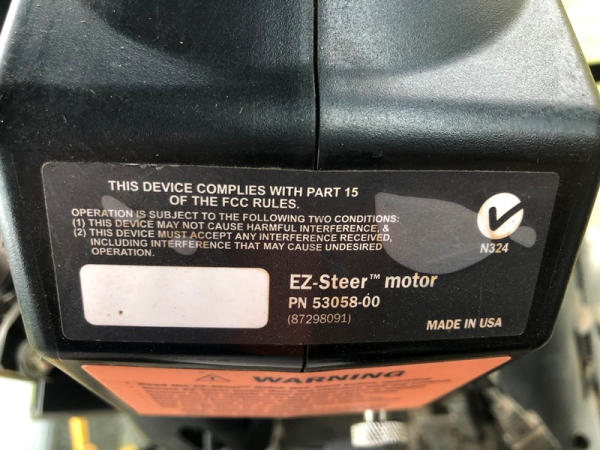 THIS DEVICE COMPLIES WITH PART 15
OF THE FCC RULES.
OPERATION IS SUBJECT TO THE FOLLOWING TWO CONDITIONS:
(1) THIS DEVICE MAY NOT CAUSE HARMFUL INTERFERENCE, &
(2) THIS DEVICE MUST ACCEPT ANY INTERFERENCE RECEIVED,
INCLUDING INTERFERENCE THAT MAY CAUSE UNDESIRED
OPERATION.
N324
EZ-Steer™ motor
PN 53058-00
(87298091)
MADE IN USA
WARNING